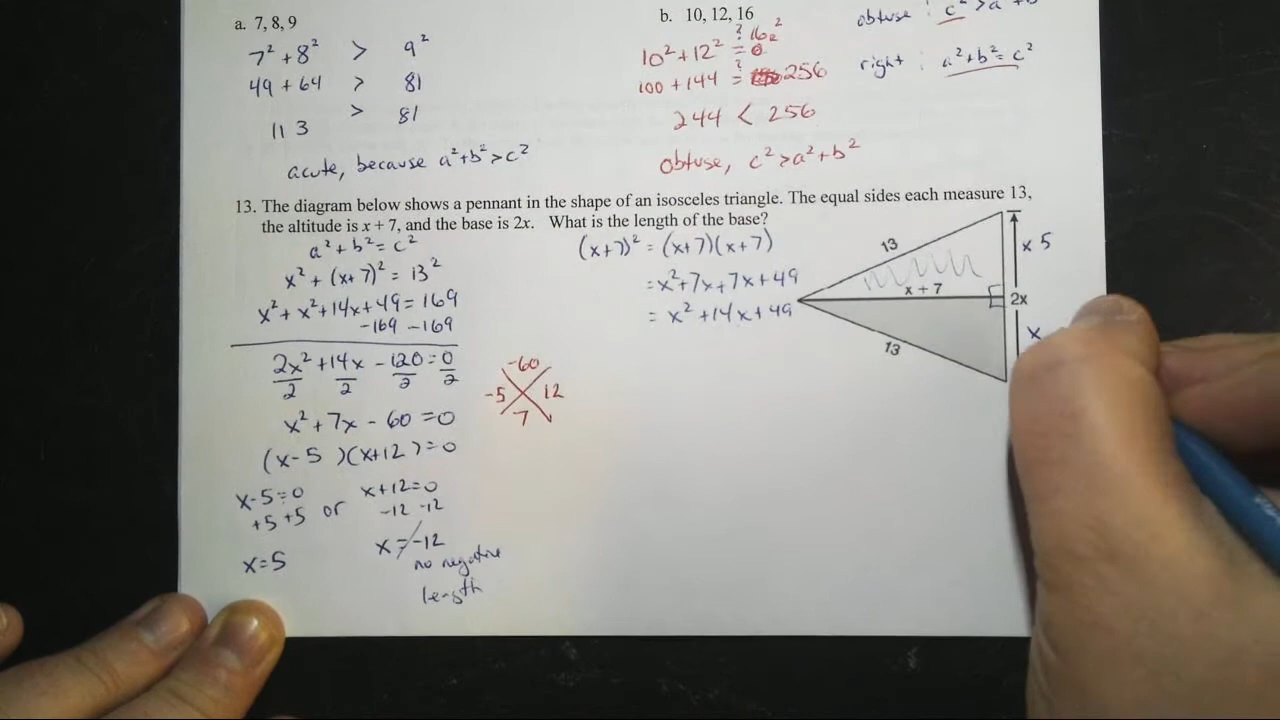 a. 7, 8, 9
7² + 8² > 9²
49 + 64 > 81
113 > 81
acute, because a²+b²>c²
b. 10, 12, 16
10²+12² ?= 16²
100 + 144 ?= 256
244 < 256
obtuse, c²>a²+b²
obtuse : c²>a
right : a²+b²=c²
13. The diagram below shows a pennant in the shape of an isosceles triangle. The equal sides each measure 13,
the altitude is x + 7, and the base is 2x. What is the length of the base?
a²+b²=c²
x² + (x+7)² = 13²
x² + x²+14x+49=169
-169 -169
2x² +14x - 120 = 0
2 2 2 2
x² + 7x - 60 = 0
(x-5)(x+12)=0
x-5=0 or x+12=0
+5 +5 -12 -12
x=5 x=-12
no negative
length
-60
-5 12
7
(x+7)² = (x+7)(x+7)
= x²+7x+7x+49
= x²+14x+49
13
x + 7
13
x 5
2x
x